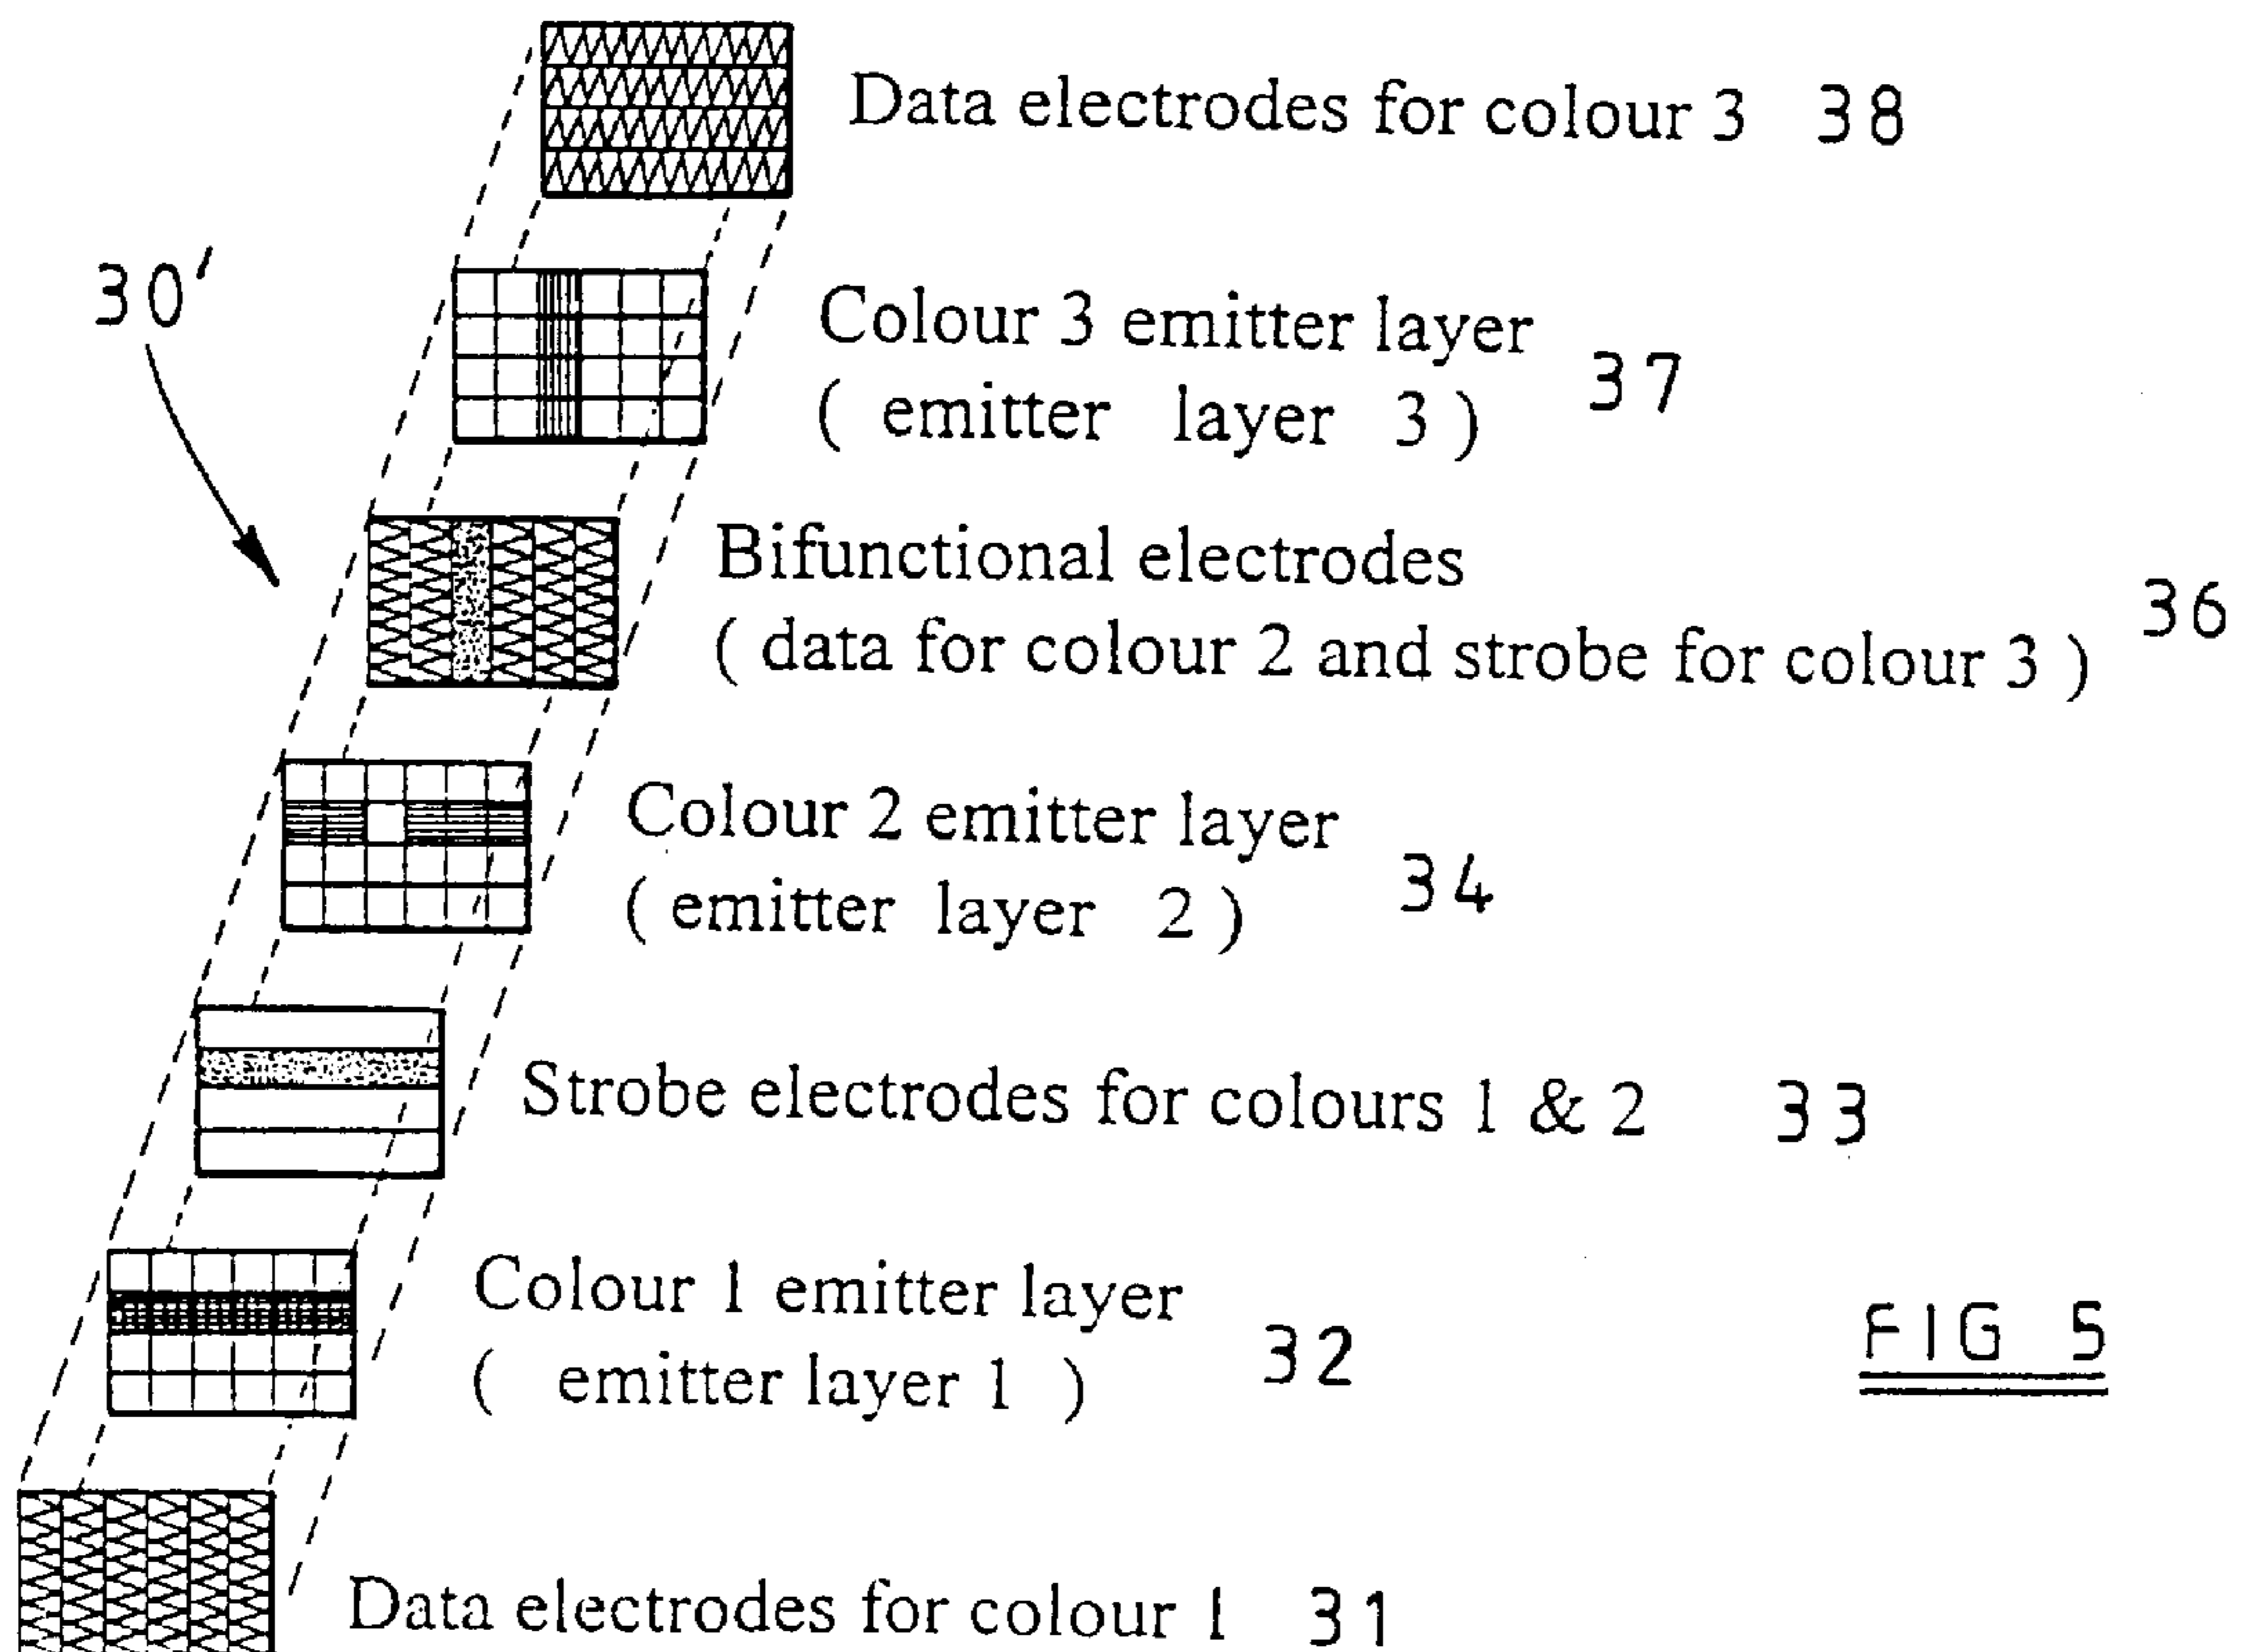 Data electrodes for colour 3 38
30'
Colour 3 emitter layer
( emitter layer 3 ) 37
Bifunctional electrodes
( data for colour 2 and strobe for colour 3 ) 36
Colour 2 emitter layer
( emitter layer 2 ) 34
Strobe electrodes for colours 1 & 2 33
Colour 1 emitter layer
( emitter layer 1 ) 32
FIG 5
Data electrodes for colour 1 31